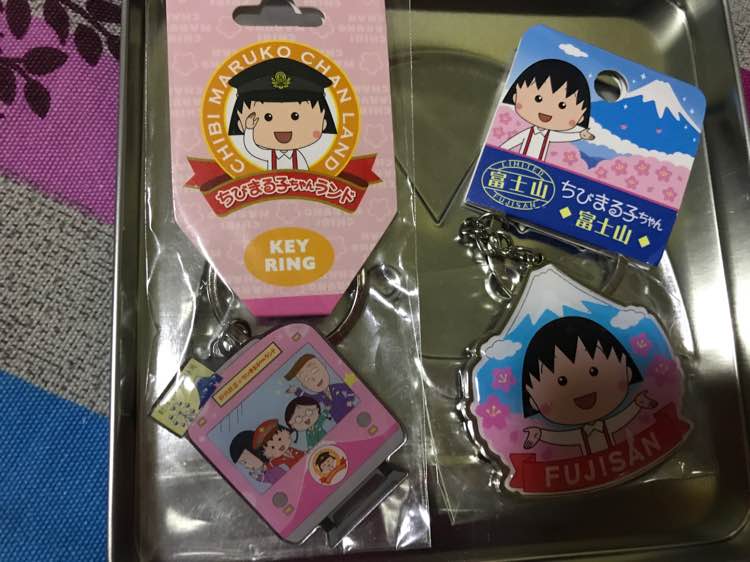 CHIBI MARUKO CHAN LAND
ちびまる子ちゃんランド
KEY
RING
LIMITED
富士山
FUJISAN
ちびまる子ちゃん
◆富士山◆
FUJISAN